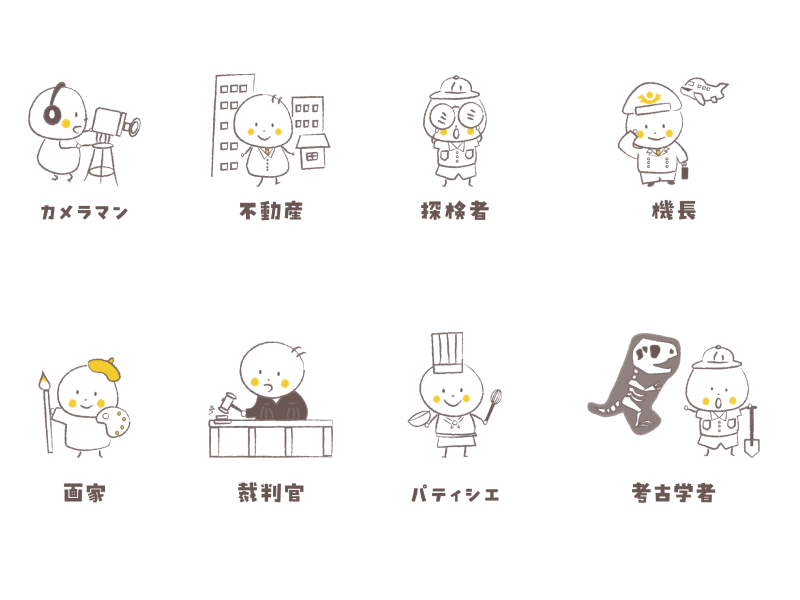 カメラマン
不動産
探検者
機長
画家
裁判官
パティシエ
考古学者